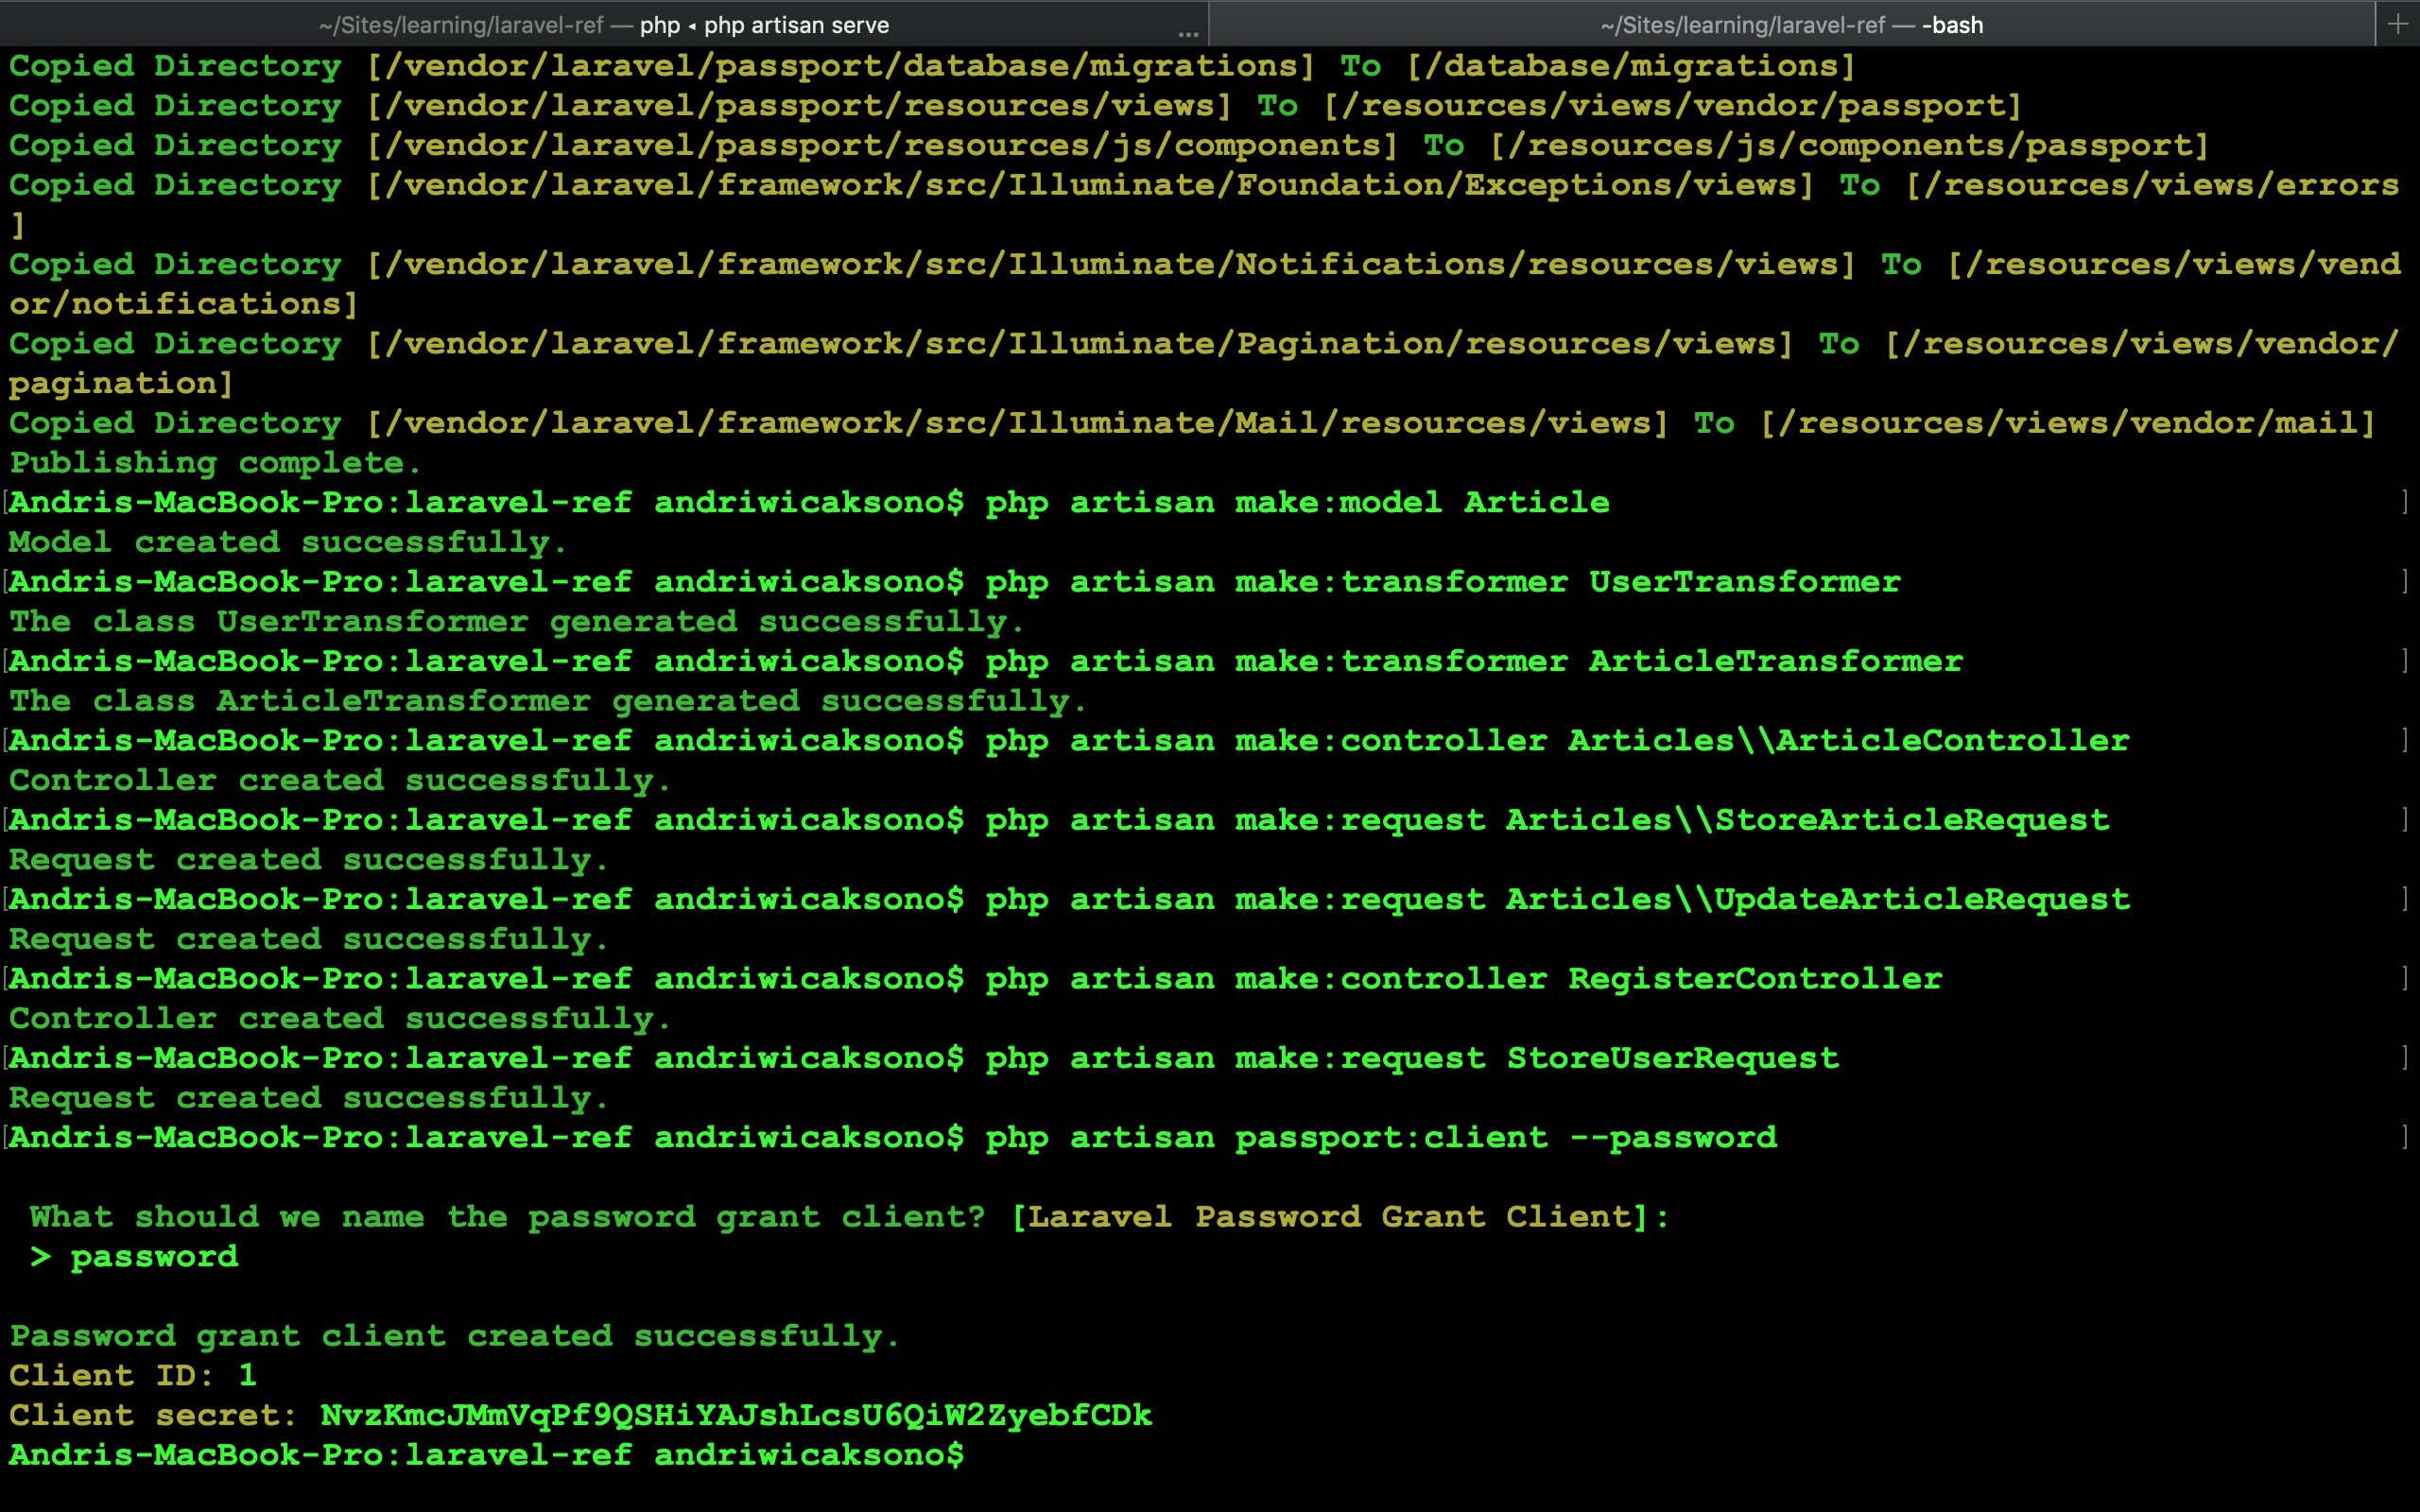 ~/Sites/learning/laravel-ref — php ◂ php artisan serve ... ~/Sites/learning/laravel-ref — -bash +
Copied Directory [/vendor/laravel/passport/database/migrations] To [/database/migrations]
Copied Directory [/vendor/laravel/passport/resources/views] To [/resources/views/vendor/passport]
Copied Directory [/vendor/laravel/passport/resources/js/components] To [/resources/js/components/passport]
Copied Directory [/vendor/laravel/framework/src/Illuminate/Foundation/Exceptions/views] To [/resources/views/errors
]
Copied Directory [/vendor/laravel/framework/src/Illuminate/Notifications/resources/views] To [/resources/views/vend
or/notifications]
Copied Directory [/vendor/laravel/framework/src/Illuminate/Pagination/resources/views] To [/resources/views/vendor/
pagination]
Copied Directory [/vendor/laravel/framework/src/Illuminate/Mail/resources/views] To [/resources/views/vendor/mail]
Publishing complete.
[Andris-MacBook-Pro:laravel-ref andriwicaksono$ php artisan make:model Article ]
Model created successfully.
[Andris-MacBook-Pro:laravel-ref andriwicaksono$ php artisan make:transformer UserTransformer ]
The class UserTransformer generated successfully.
[Andris-MacBook-Pro:laravel-ref andriwicaksono$ php artisan make:transformer ArticleTransformer ]
The class ArticleTransformer generated successfully.
[Andris-MacBook-Pro:laravel-ref andriwicaksono$ php artisan make:controller Articles\\ArticleController ]
Controller created successfully.
[Andris-MacBook-Pro:laravel-ref andriwicaksono$ php artisan make:request Articles\\StoreArticleRequest ]
Request created successfully.
[Andris-MacBook-Pro:laravel-ref andriwicaksono$ php artisan make:request Articles\\UpdateArticleRequest ]
Request created successfully.
[Andris-MacBook-Pro:laravel-ref andriwicaksono$ php artisan make:controller RegisterController ]
Controller created successfully.
[Andris-MacBook-Pro:laravel-ref andriwicaksono$ php artisan make:request StoreUserRequest ]
Request created successfully.
[Andris-MacBook-Pro:laravel-ref andriwicaksono$ php artisan passport:client --password ]
What should we name the password grant client? [Laravel Password Grant Client]:
> password
Password grant client created successfully.
Client ID: 1
Client secret: NvzKmcJMmVqPf9QSHiYAJshLcsU6QiW2ZyebfCDk
Andris-MacBook-Pro:laravel-ref andriwicaksono$